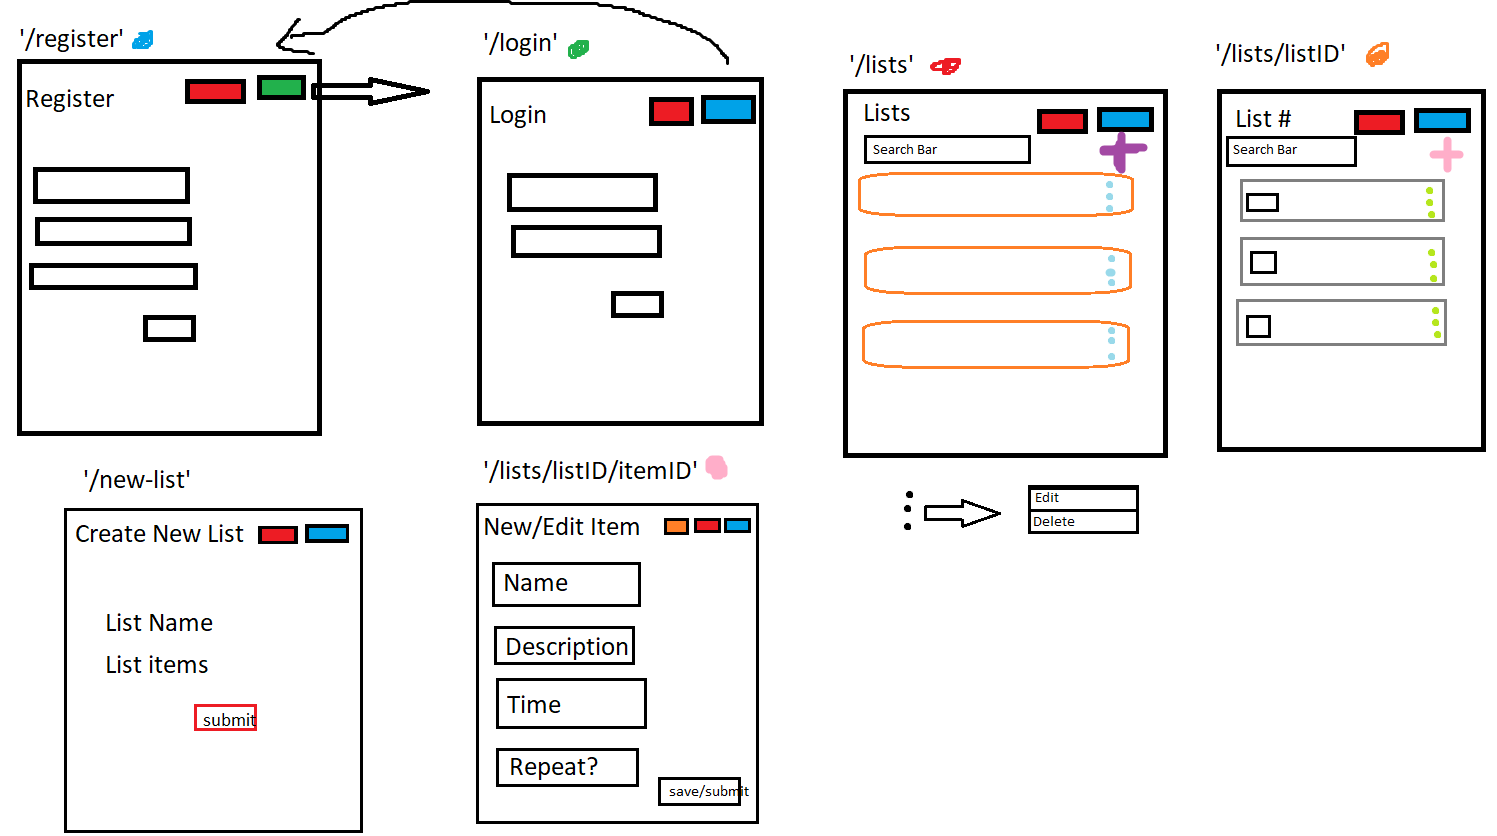 '/register'
Register
'/login'
Login
'/lists'
Lists
Search Bar
'/lists/listID'
List #
Search Bar
'/new-list'
Create New List
List Name
List items
submit
'/lists/listID/itemID'
New/Edit Item
Name
Description
Time
Repeat?
save/submit
Edit
Delete